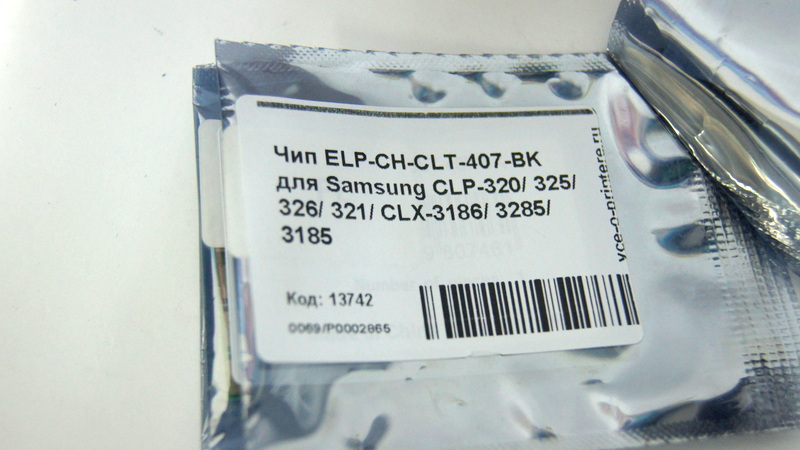 Чип ELP-CH-CLT-407-BK
для Samsung CLP-320/ 325/
326/ 321/ CLX-3186/ 3285/
3185
Код: 13742
0069/P0002865
vce-o-printere.ru